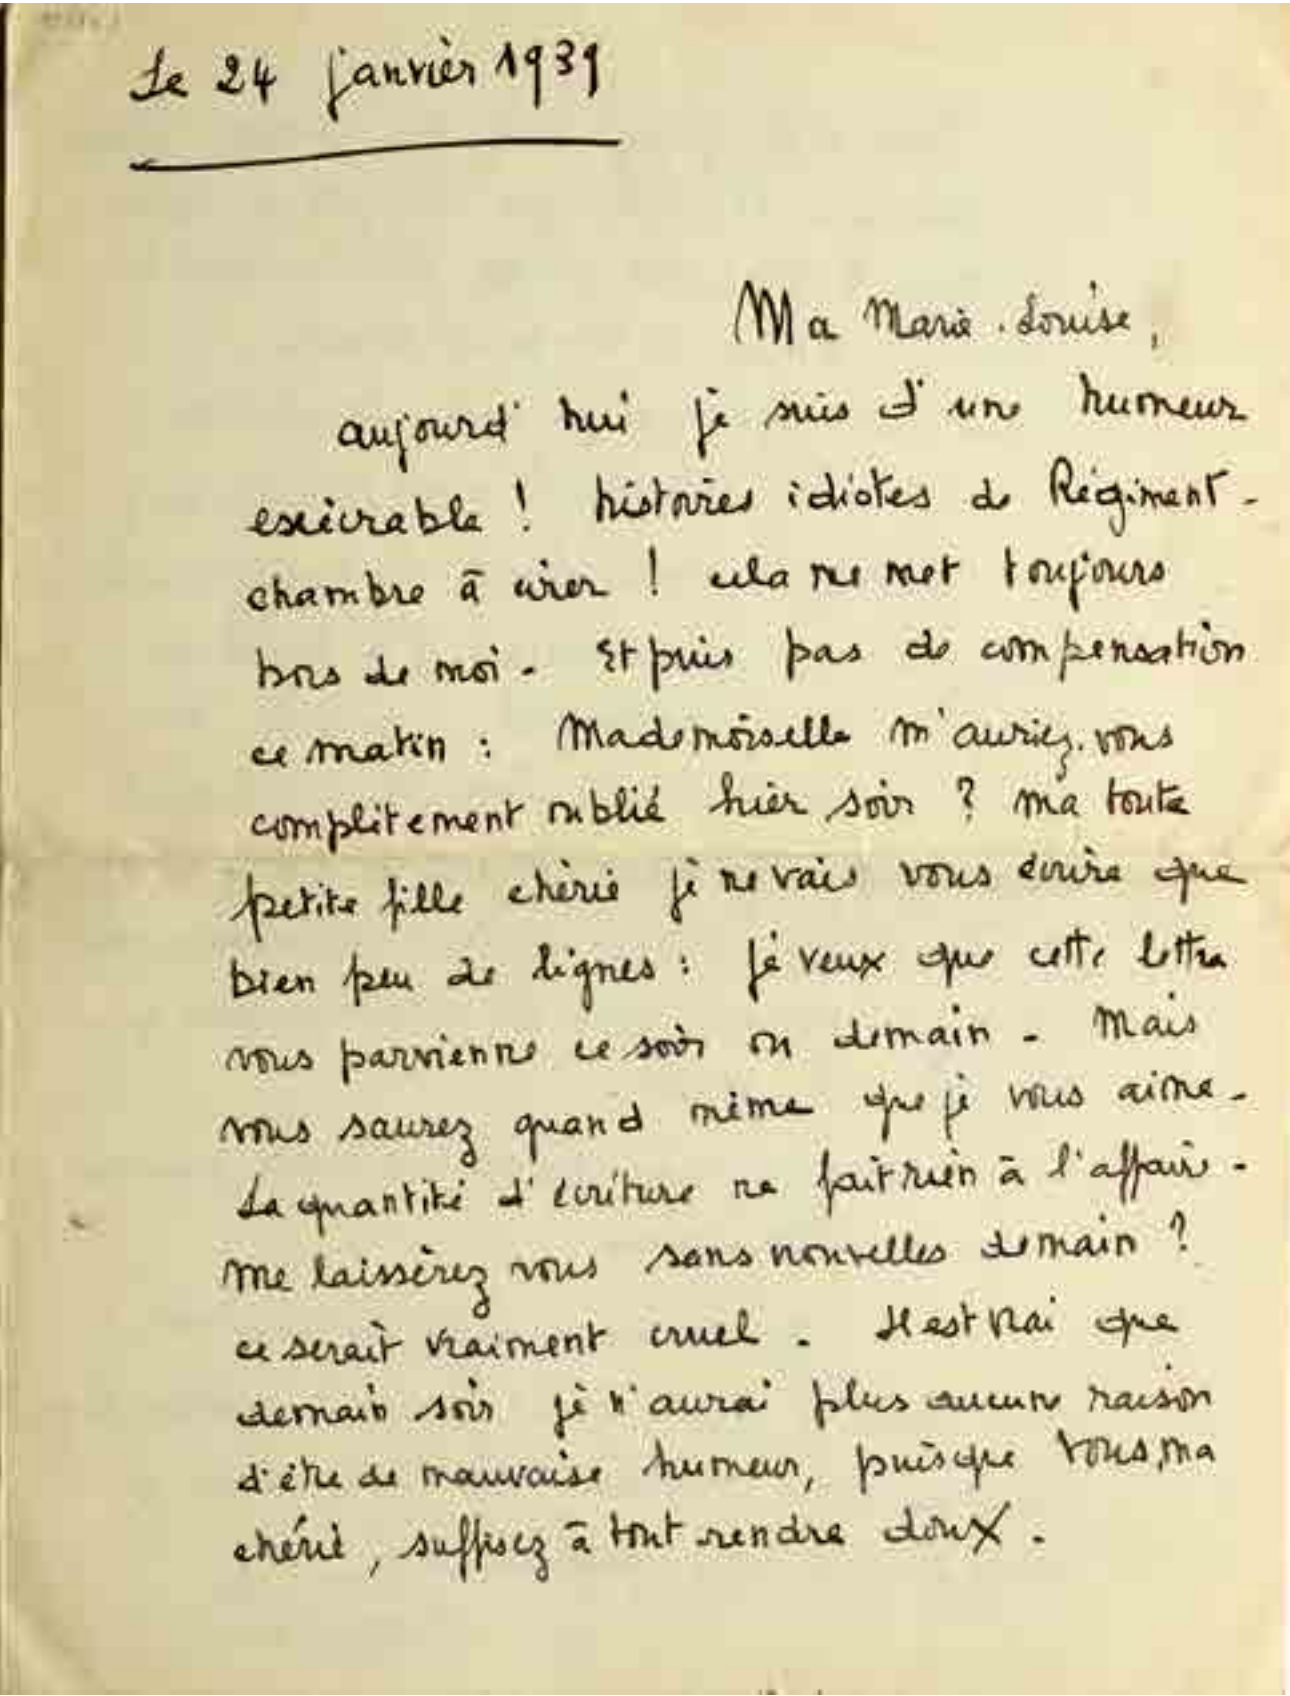 Le 24 janvier 1939
Ma Marie-Louise,
aujourd'hui je suis d'une humeur
exécrable ! histoires idiotes de Régiment -
chambre à cirer ! cela me met toujours
hors de moi - Et puis pas de compensation
ce matin : Mademoiselle m'auriez-vous
complètement oublié hier soir ? ma toute
petite fille chérie je ne vais vous écrire que
bien peu de lignes : je veux que cette lettre
vous parvienne ce soir ou demain - Mais
vous saurez quand même que je vous aime -
La quantité d'écriture ne fait rien à l'affaire -
Me laisserez vous sans nouvelles demain ?
ce serait vraiment cruel . Il est vrai que
demain soir je n'aurai plus aucune raison
d'être de mauvaise humeur, puisque vous, ma
chérie, suffisez à tout rendre doux .